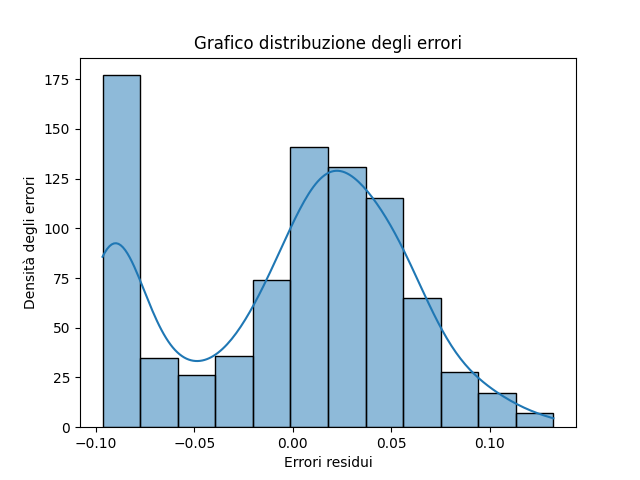 Grafico distribuzione degli errori
175
150
125
100
75
50
25
0
Densità degli errori
−0.10 −0.05 0.00 0.05 0.10
Errori residui